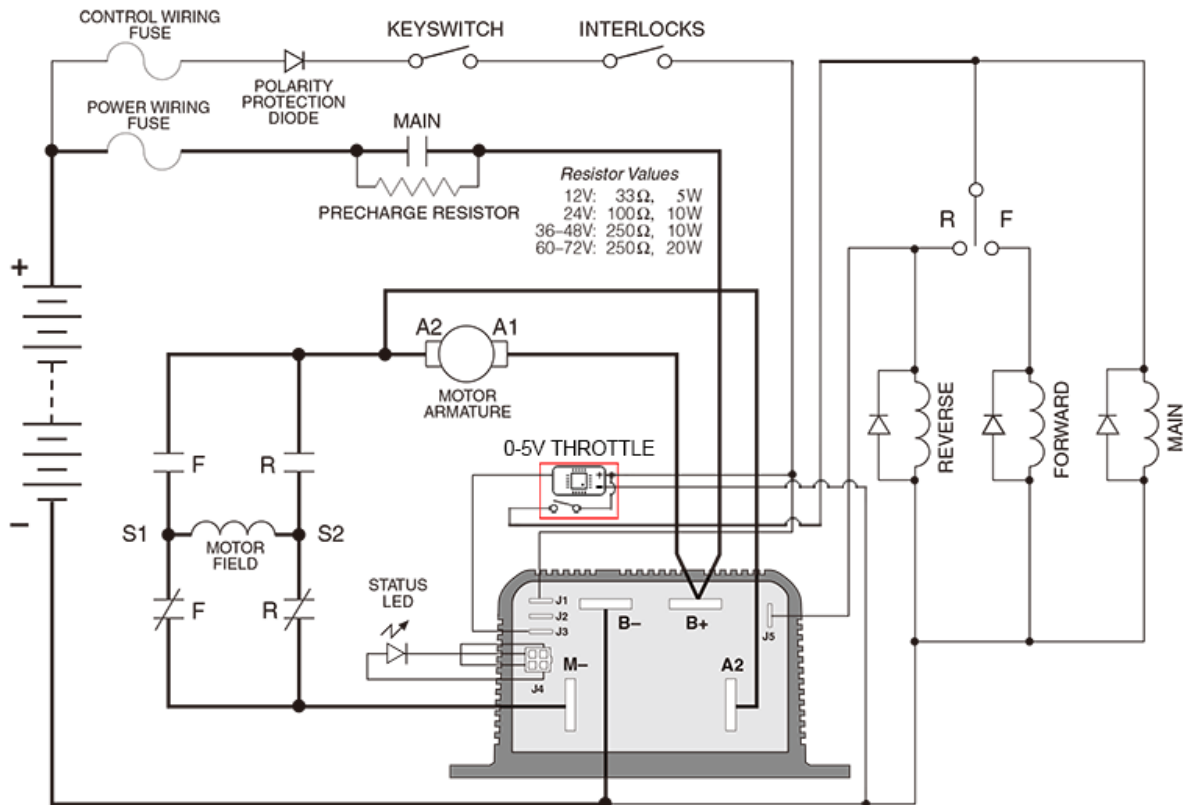 CONTROL WIRING
FUSE
KEYSWITCH
INTERLOCKS
POLARITY
PROTECTION
DIODE
POWER WIRING
FUSE
MAIN
PRECHARGE RESISTOR
Resistor Values
12V: 33Ω, 5W
24V: 100Ω, 10W
36–48V: 250Ω, 10W
60–72V: 250Ω, 20W
R F
+
A2 A1
MOTOR
ARMATURE
REVERSE
FORWARD
MAIN
0-5V THROTTLE
+
−
F R
–
S1 S2
MOTOR
FIELD
F R
STATUS
LED
J1
J2
J3
B– B+
J5
J4
M– A2